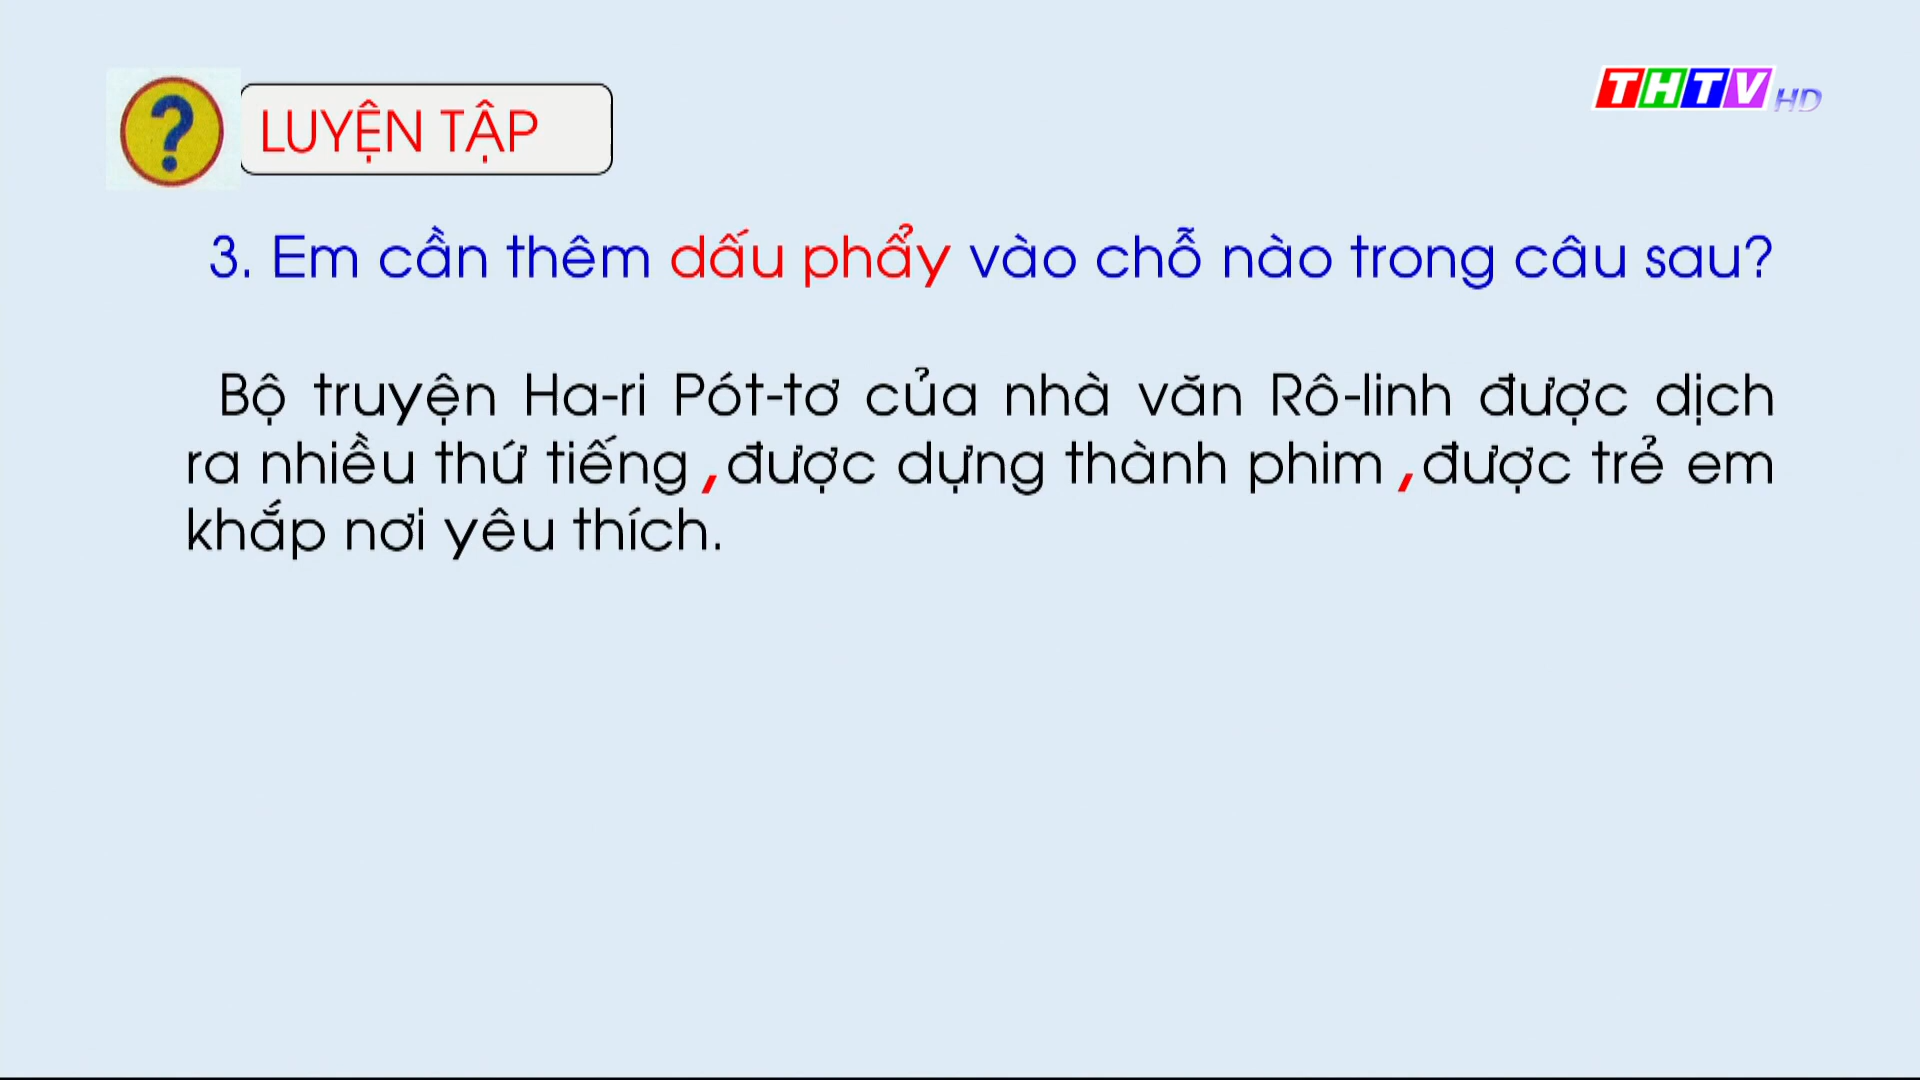 ?
LUYỆN TẬP
THTV HD
3. Em cần thêm dấu phẩy vào chỗ nào trong câu sau?
Bộ truyện Ha-ri Pót-tơ của nhà văn Rô-linh được dịch
ra nhiều thứ tiếng ,được dựng thành phim ,được trẻ em
khắp nơi yêu thích.